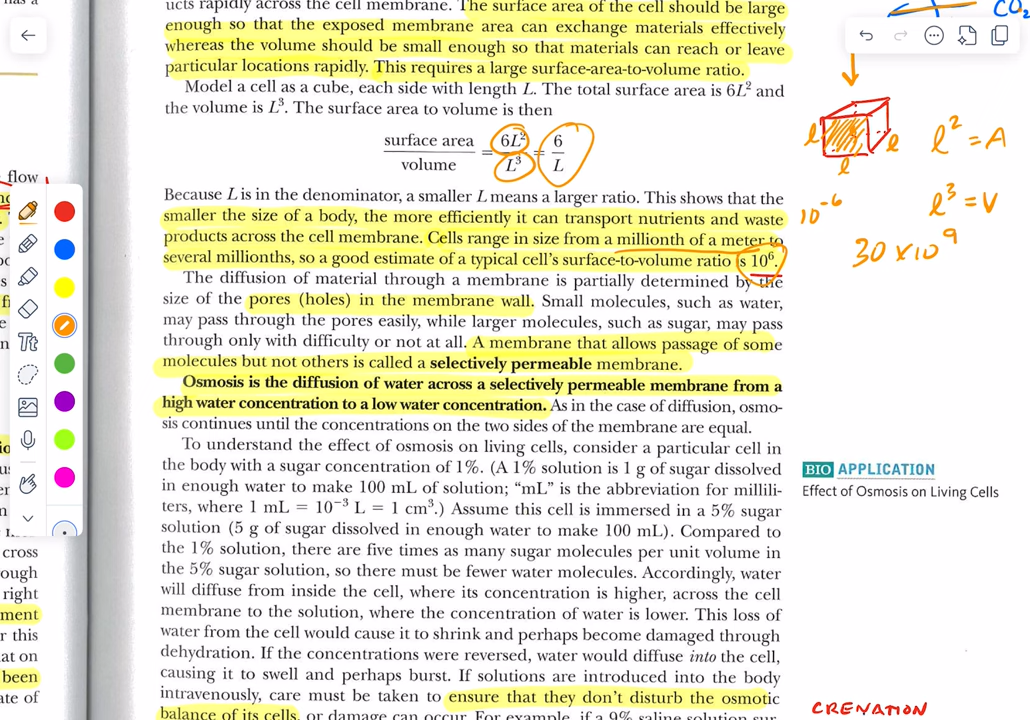 ucts rapidly across the cell membrane. The surface area of the cell should be large
enough so that the exposed membrane area can exchange materials effectively
whereas the volume should be small enough so that materials can reach or leave
particular locations rapidly. This requires a large surface-area-to-volume ratio.
Model a cell as a cube, each side with length L. The total surface area is 6L² and
the volume is L³. The surface area to volume is then
surface area / volume = 6L² / L³ = 6 / L
Because L is in the denominator, a smaller L means a larger ratio. This shows that the
smaller the size of a body, the more efficiently it can transport nutrients and waste
products across the cell membrane. Cells range in size from a millionth of a meter to
several millionths, so a good estimate of a typical cell's surface-to-volume ratio is 10⁶.
The diffusion of material through a membrane is partially determined by the
size of the pores (holes) in the membrane wall. Small molecules, such as water,
may pass through the pores easily, while larger molecules, such as sugar, may pass
through only with difficulty or not at all. A membrane that allows passage of some
molecules but not others is called a selectively permeable membrane.
Osmosis is the diffusion of water across a selectively permeable membrane from a
high water concentration to a low water concentration. As in the case of diffusion, osmo-
sis continues until the concentrations on the two sides of the membrane are equal.
To understand the effect of osmosis on living cells, consider a particular cell in
the body with a sugar concentration of 1%. (A 1% solution is 1 g of sugar dissolved
in enough water to make 100 mL of solution; “mL” is the abbreviation for millili-
ters, where 1 mL = 10⁻³ L = 1 cm³.) Assume this cell is immersed in a 5% sugar
solution (5 g of sugar dissolved in enough water to make 100 mL). Compared to
the 1% solution, there are five times as many sugar molecules per unit volume in
the 5% sugar solution, so there must be fewer water molecules. Accordingly, water
will diffuse from inside the cell, where its concentration is higher, across the cell
membrane to the solution, where the concentration of water is lower. This loss of
water from the cell would cause it to shrink and perhaps become damaged through
dehydration. If the concentrations were reversed, water would diffuse into the cell,
causing it to swell and perhaps burst. If solutions are introduced into the body
intravenously, care must be taken to ensure that they don't disturb the osmotic
balance of its cells, or damage can occur. For example, if a 9% saline solution sur-
flow
Tt
cross
ough
right
ment
r this
at on
been
ate of
CO₂
l
l
l
l² = A
10⁻⁶
l³ = V
30 × 10⁹
BIO APPLICATION
Effect of Osmosis on Living Cells
CRENATION